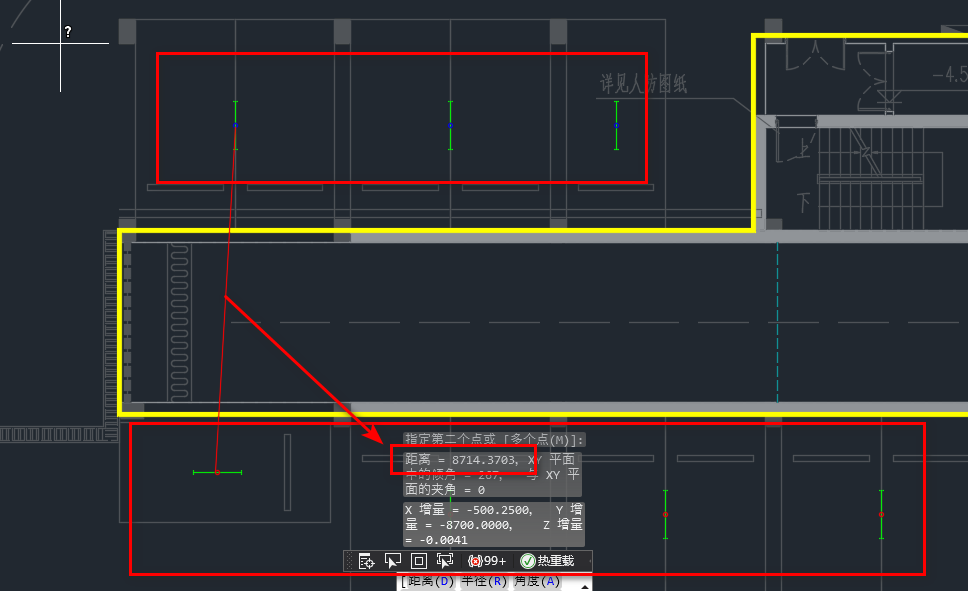 ?
详见人防图纸
-4.5
上
下
指定第二个点或 [多个点(M)]:
距离 = 8714.3703, XY 平面
中的倾角 = 267,   与 XY 平
面的夹角 = 0
X 增量 = -500.2500,   Y 增
量 = -8700.0000,    Z 增量
= -0.0041
99+ 热重载
[距离(D) 半径(R) 角度(A)